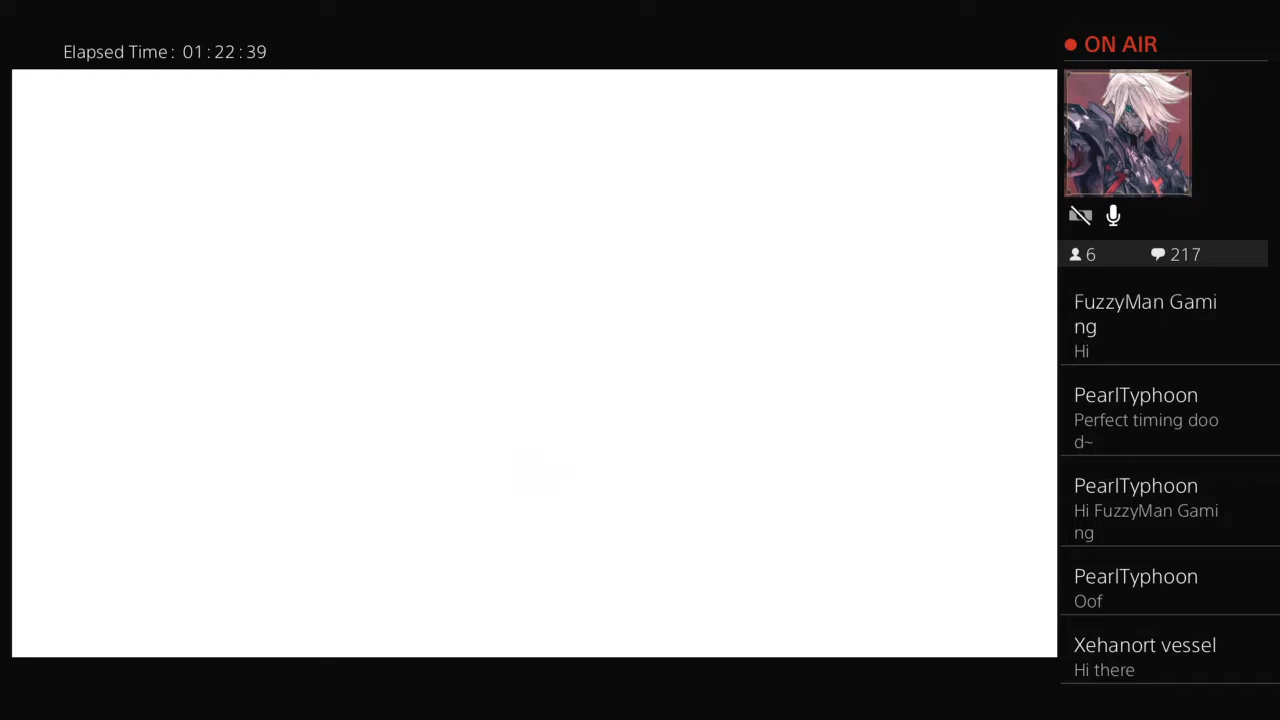 Elapsed Time: 01:22:39
ON AIR
6 217
FuzzyMan Gami
ng
Hi
PearlTyphoon
Perfect timing doo
d~
PearlTyphoon
Hi FuzzyMan Gami
ng
PearlTyphoon
Oof
Xehanort vessel
Hi there